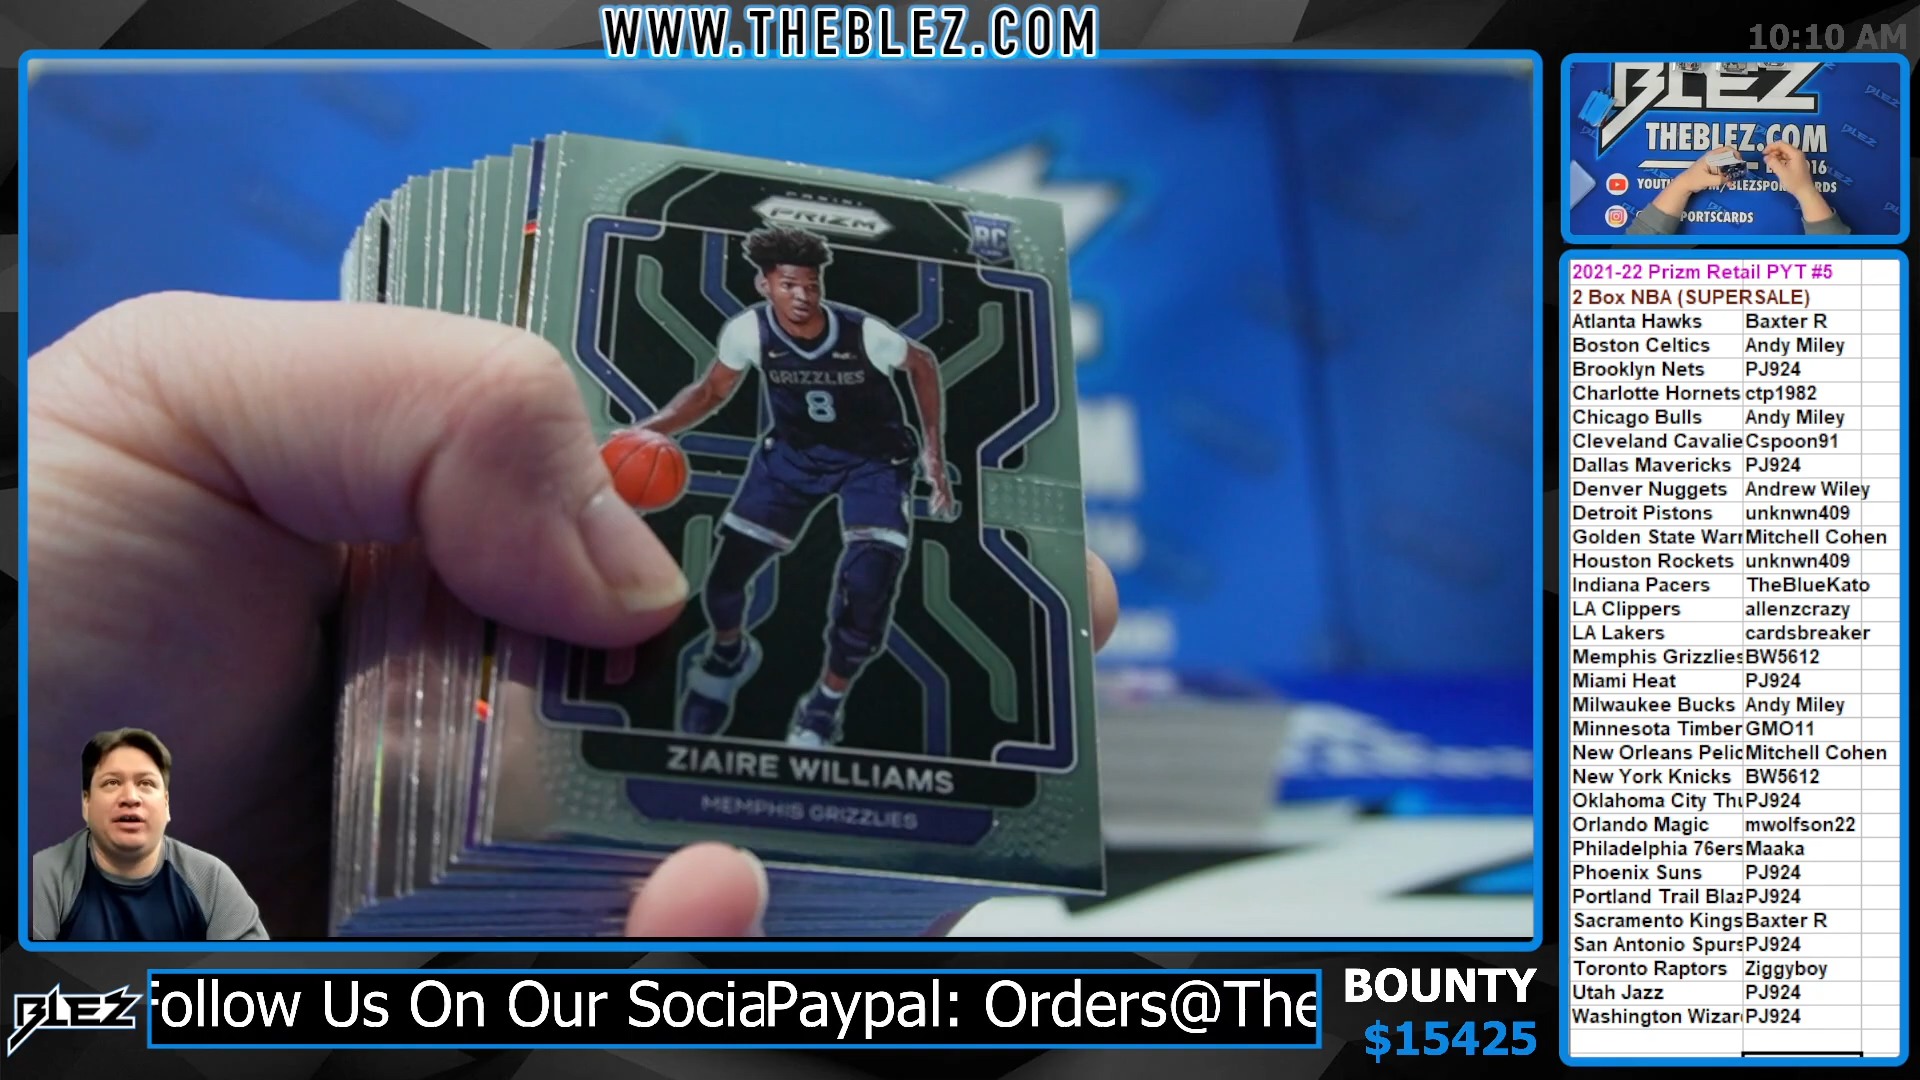 WWW.THEBLEZ.COM
10:10 AM
BLEZ
THEBLEZ.COM
PANINI
PRIZM
RC
GRIZZLIES
8
ZIAIRE WILLIAMS
MEMPHIS GRIZZLIES
2021-22 Prizm Retail PYT #5
2 Box NBA (SUPERSALE)
Atlanta Hawks Baxter R
Boston Celtics Andy Miley
Brooklyn Nets PJ924
Charlotte Hornets ctp1982
Chicago Bulls Andy Miley
Cleveland Cavalie Cspoon91
Dallas Mavericks PJ924
Denver Nuggets Andrew Wiley
Detroit Pistons unknwn409
Golden State Warr Mitchell Cohen
Houston Rockets unknwn409
Indiana Pacers TheBlueKato
LA Clippers allenzcrazy
LA Lakers cardsbreaker
Memphis Grizzlies BW5612
Miami Heat PJ924
Milwaukee Bucks Andy Miley
Minnesota Timber GMO11
New Orleans Pelic Mitchell Cohen
New York Knicks BW5612
Oklahoma City Thu PJ924
Orlando Magic mwolfson22
Philadelphia 76ers Maaka
Phoenix Suns PJ924
Portland Trail Blaz PJ924
Sacramento Kings Baxter R
San Antonio Spurs PJ924
Toronto Raptors Ziggyboy
Utah Jazz PJ924
Washington Wizar PJ924
BLEZ
Follow Us On Our Socia Paypal: Orders@The
BOUNTY
$15425